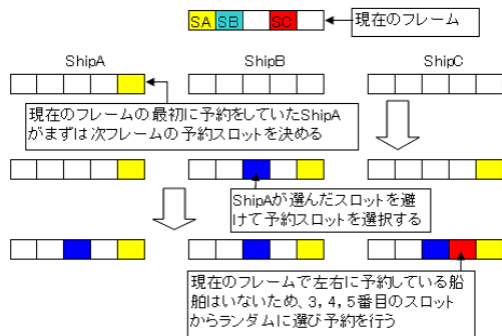 SA SB SC
現在のフレーム
ShipA ShipB ShipC
現在のフレームの最初に予約をしていたShipA
がまずは次フレームの予約スロットを決める
ShipAが選んだスロットを避
けて予約スロットを選択する
現在のフレームで左右に予約している船
舶はいないため、3,4,5番目のスロット
からランダムに選び予約を行う